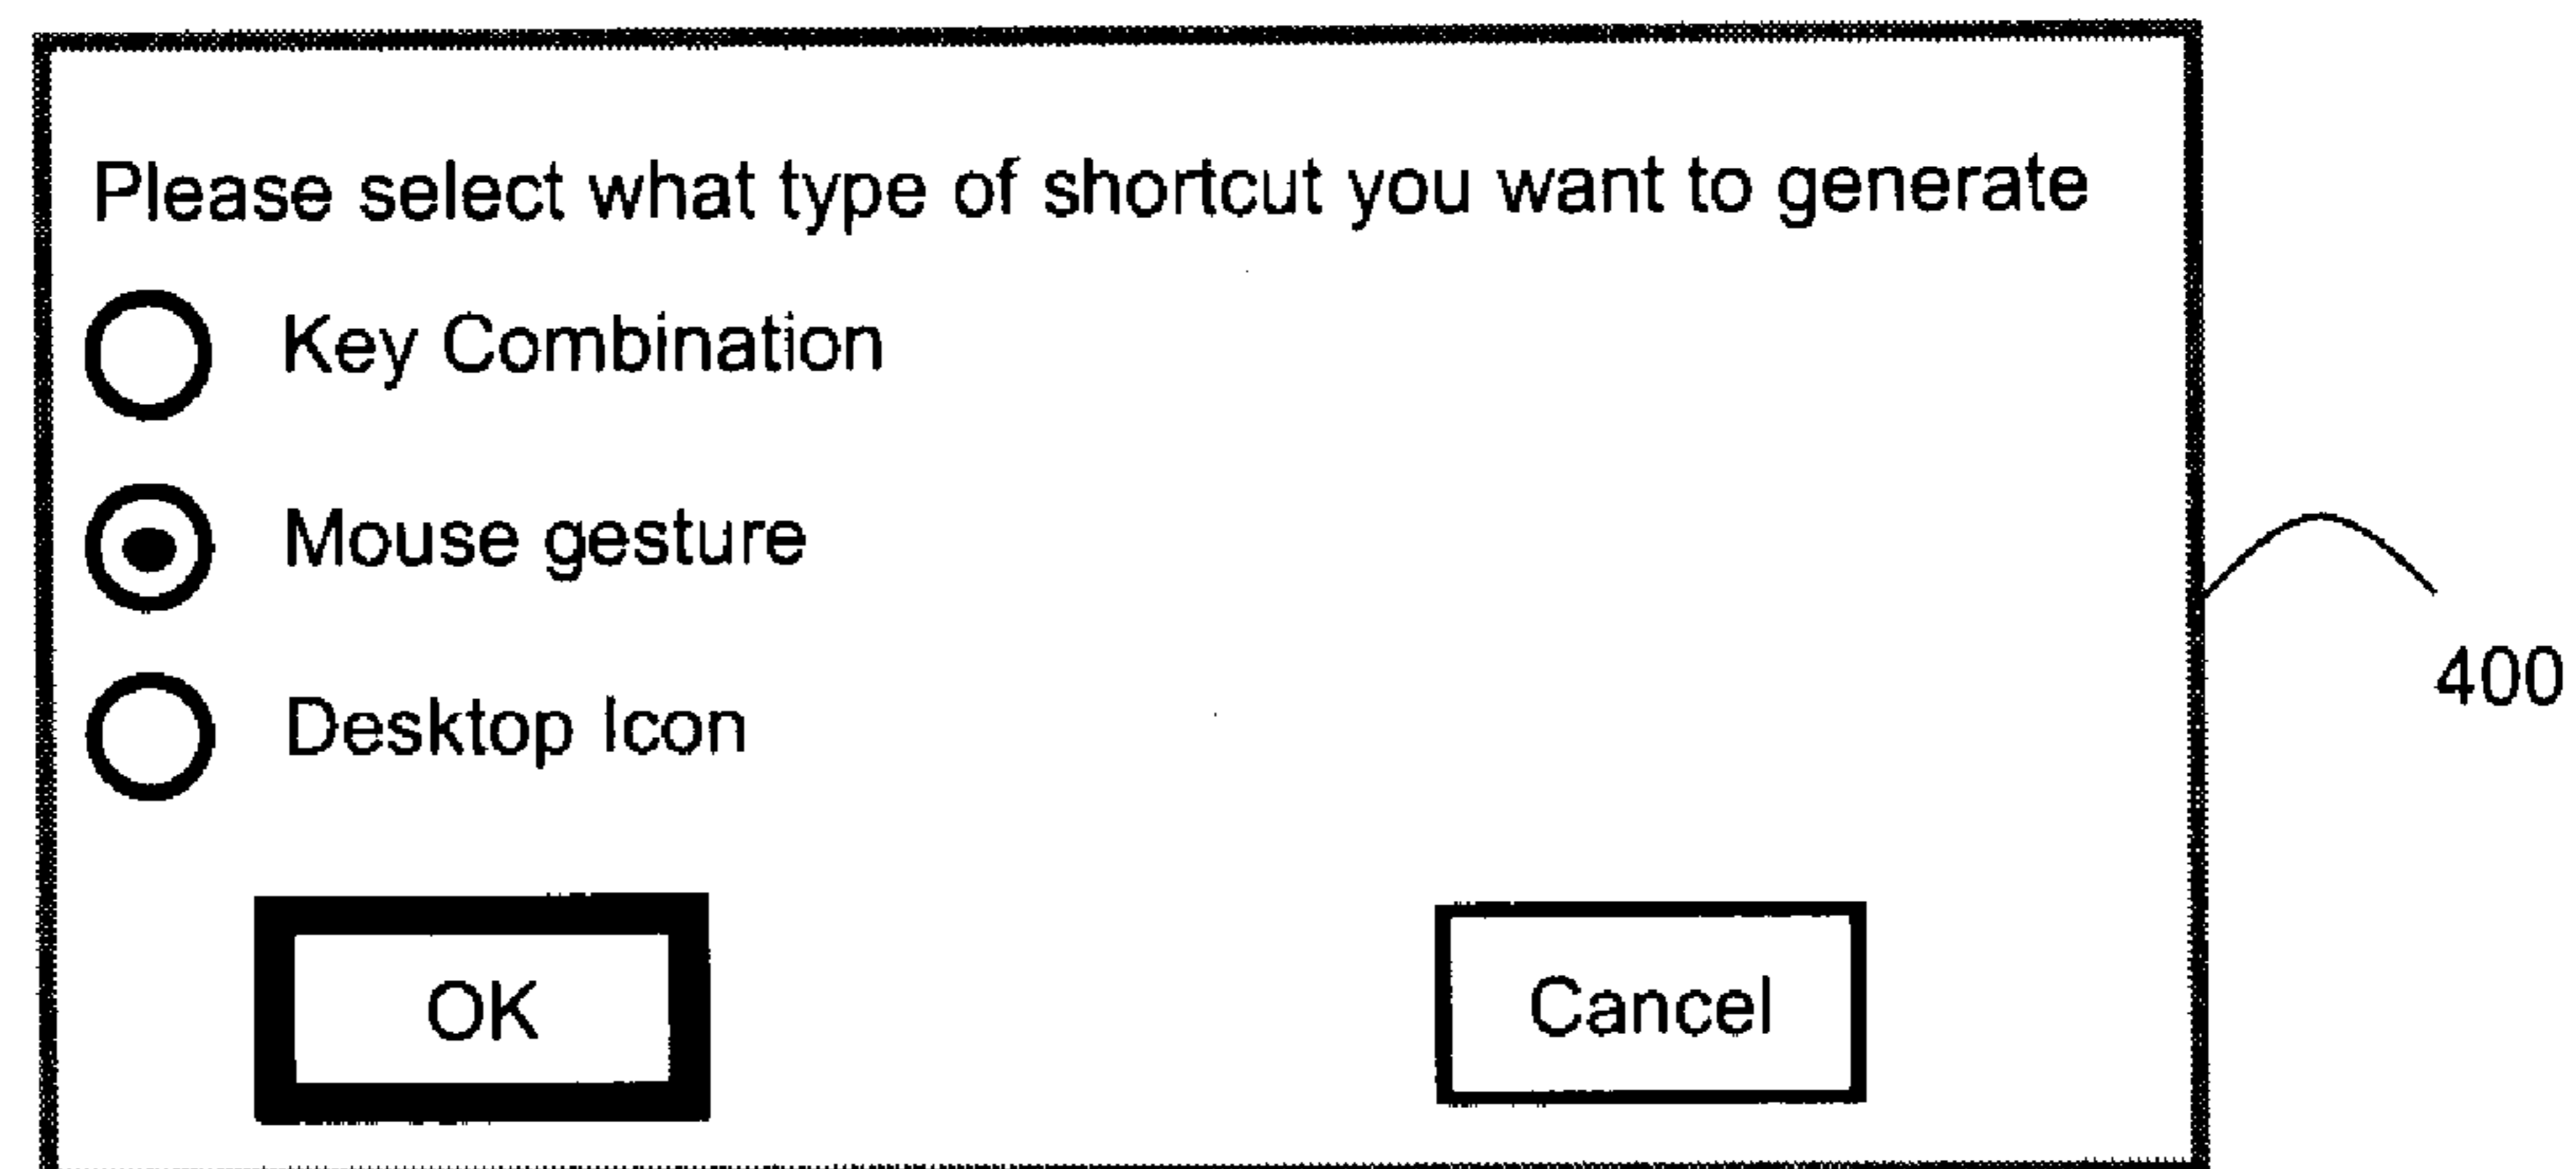 Please select what type of shortcut you want to generate
Key Combination
Mouse gesture
Desktop Icon
400
OK
Cancel